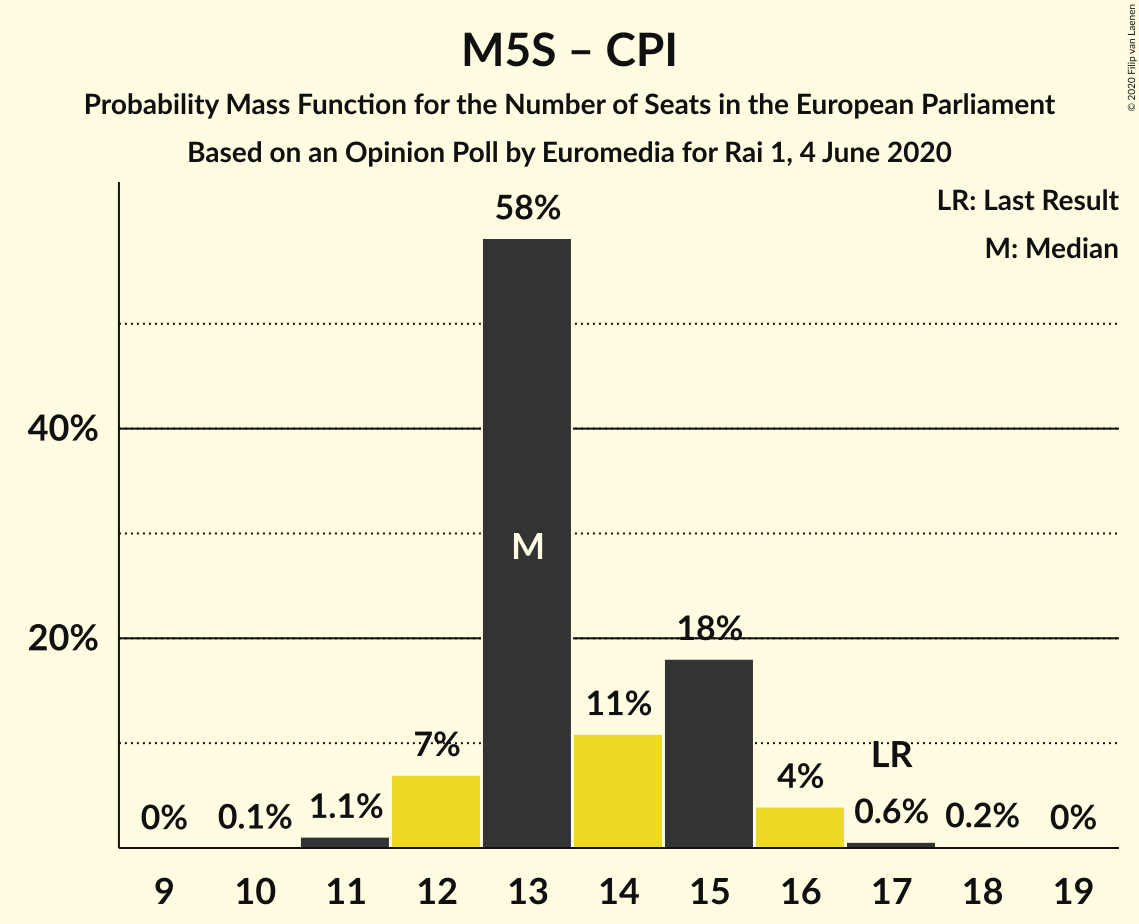 M5S – CPI
Probability Mass Function for the Number of Seats in the European Parliament
Based on an Opinion Poll by Euromedia for Rai 1, 4 June 2020
© 2020 Filip van Laenen
LR: Last Result
M: Median
58%
40%
M
20%
18%
11%
7%
LR
4%
0%
0.1%
1.1%
0.6%
0.2%
0%
9 10 11 12 13 14 15 16 17 18 19